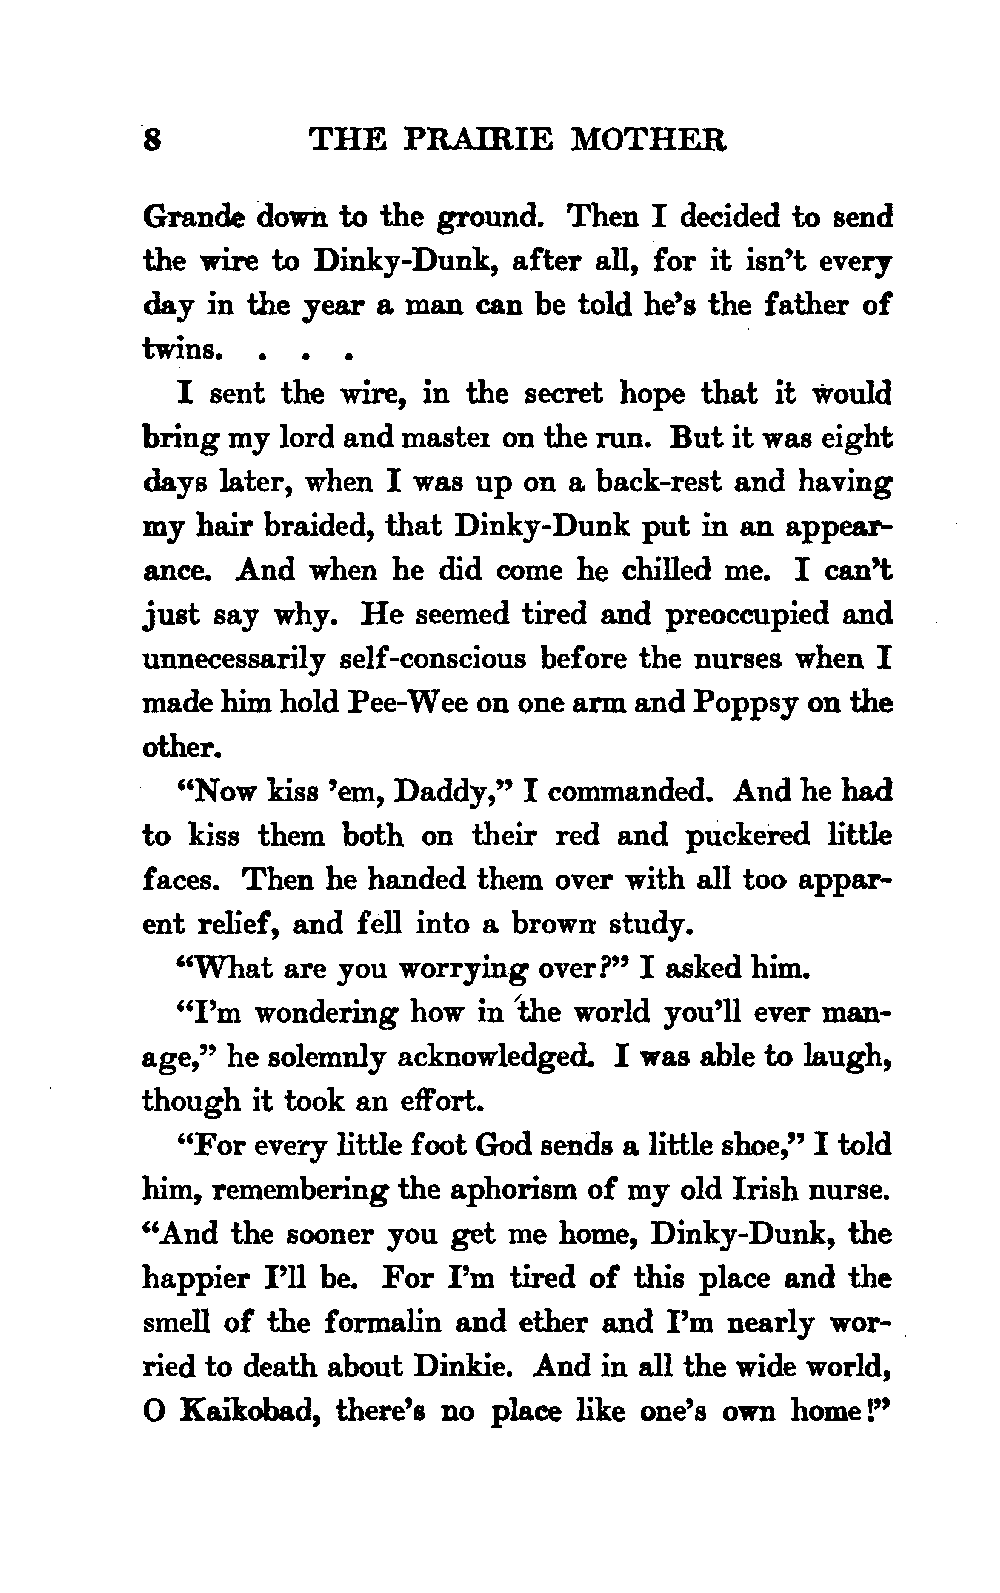 8 THE PRAIRIE MOTHER
Grande down to the ground. Then I decided to send
the wire to Dinky-Dunk, after all, for it isn't every
day in the year a man can be told he's the father of
twins. . . .
I sent the wire, in the secret hope that it would
bring my lord and master on the run. But it was eight
days later, when I was up on a back-rest and having
my hair braided, that Dinky-Dunk put in an appear-
ance. And when he did come he chilled me. I can't
just say why. He seemed tired and preoccupied and
unnecessarily self-conscious before the nurses when I
made him hold Pee-Wee on one arm and Poppsy on the
other.
"Now kiss 'em, Daddy," I commanded. And he had
to kiss them both on their red and puckered little
faces. Then he handed them over with all too appar-
ent relief, and fell into a brown study.
"What are you worrying over?" I asked him.
"I'm wondering how in the world you'll ever man-
age," he solemnly acknowledged. I was able to laugh,
though it took an effort.
"For every little foot God sends a little shoe," I told
him, remembering the aphorism of my old Irish nurse.
"And the sooner you get me home, Dinky-Dunk, the
happier I'll be. For I'm tired of this place and the
smell of the formalin and ether and I'm nearly wor-
ried to death about Dinkie. And in all the wide world,
O Kaikobad, there's no place like one's own home!"